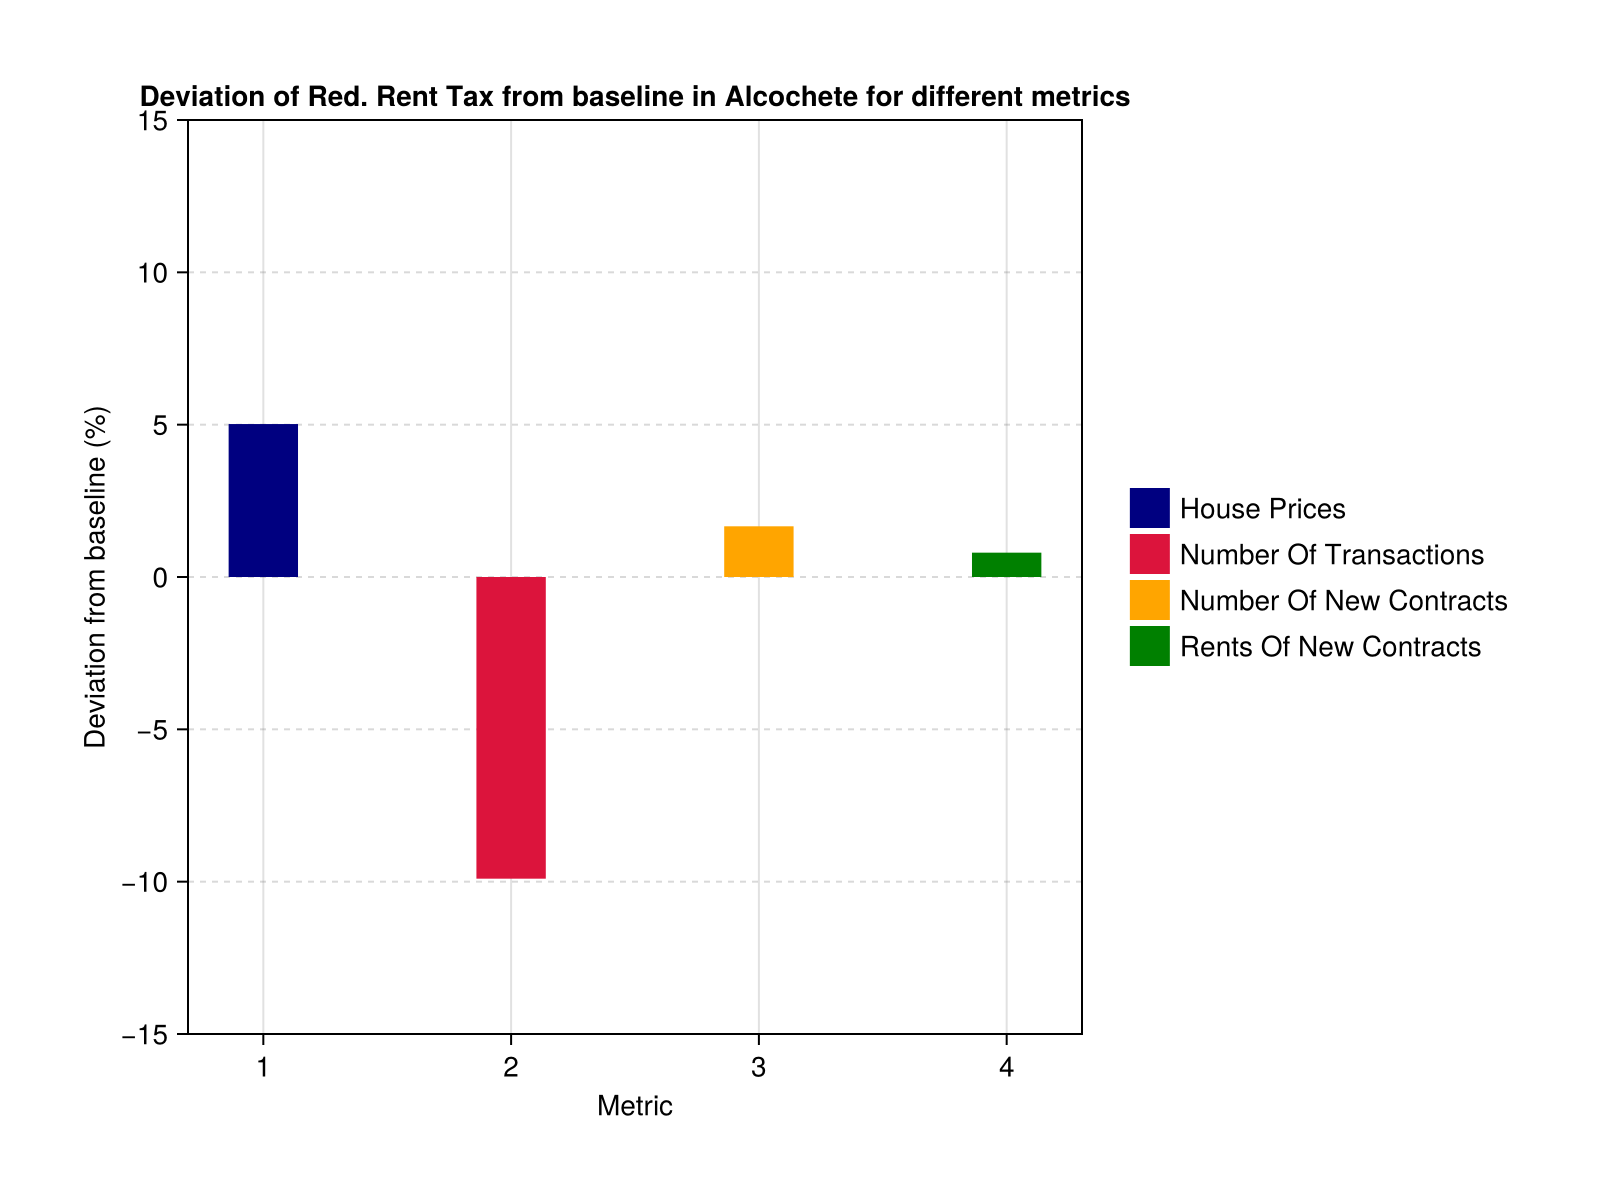 Deviation of Red. Rent Tax from baseline in Alcochete for different metrics
15
10
5
0
−5
−10
−15
Deviation from baseline (%)
1 2 3 4
Metric
House Prices
Number Of Transactions
Number Of New Contracts
Rents Of New Contracts